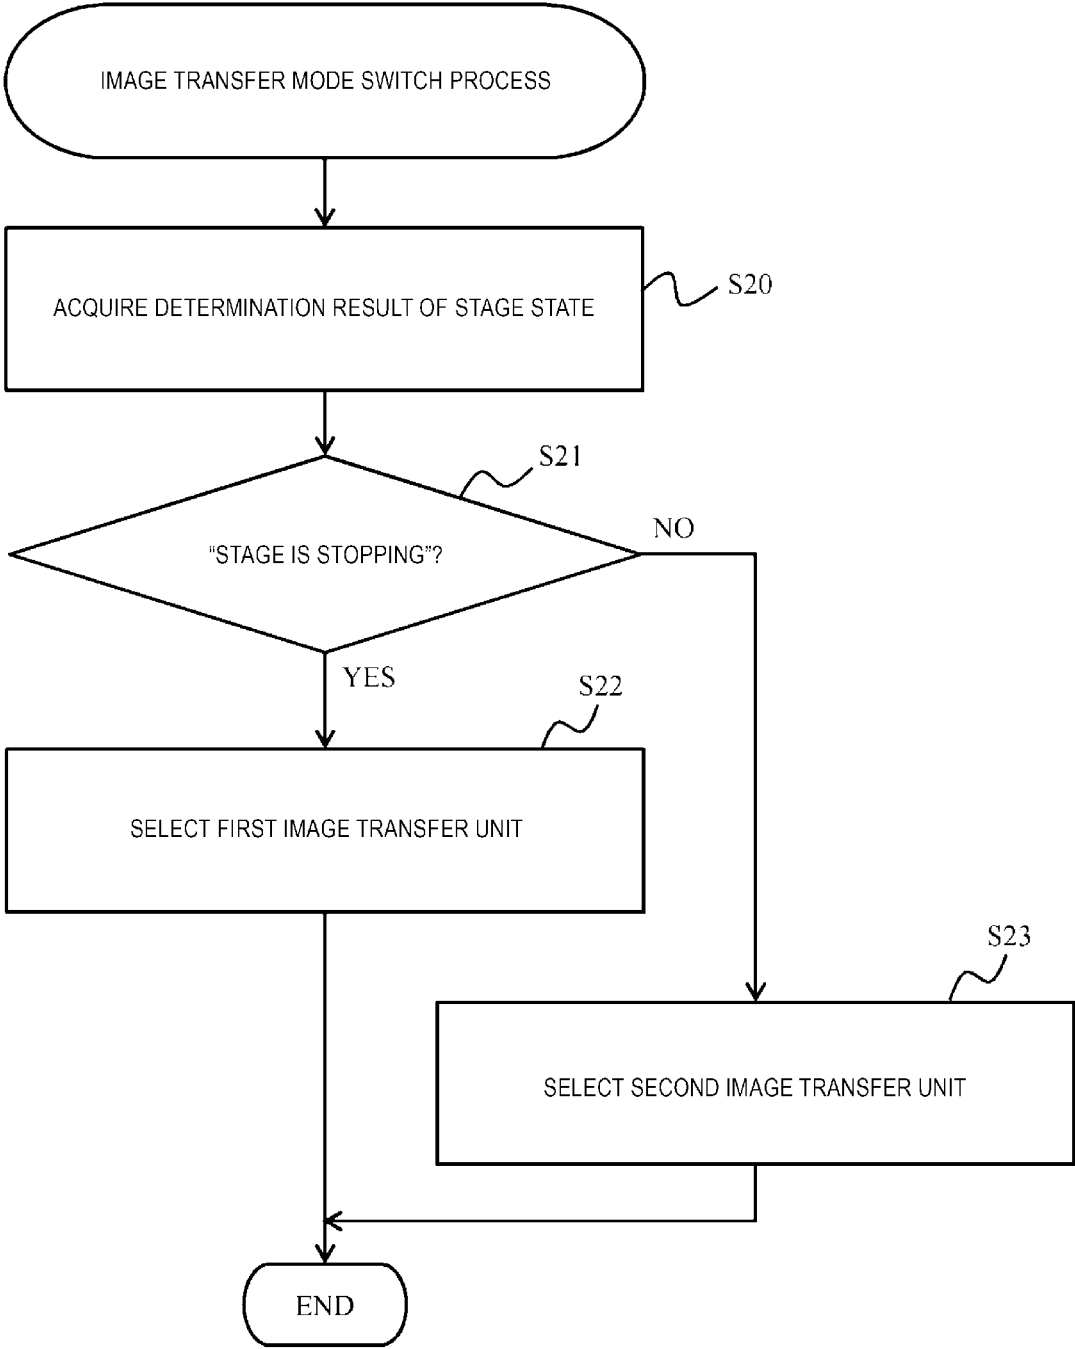 IMAGE TRANSFER MODE SWITCH PROCESS
ACQUIRE DETERMINATION RESULT OF STAGE STATE
S20
S21
“STAGE IS STOPPING”?
NO
YES
S22
SELECT FIRST IMAGE TRANSFER UNIT
S23
SELECT SECOND IMAGE TRANSFER UNIT
END